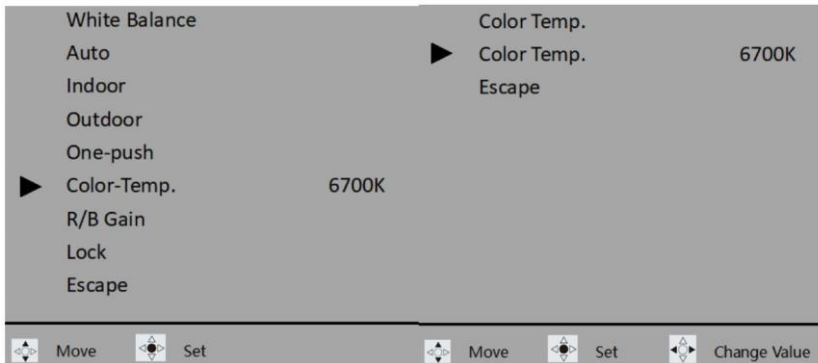 White Balance
Auto
Indoor
Outdoor
One-push
Color-Temp. 6700K
R/B Gain
Lock
Escape
Move Set
Color Temp.
Color Temp. 6700K
Escape
Move Set Change Value